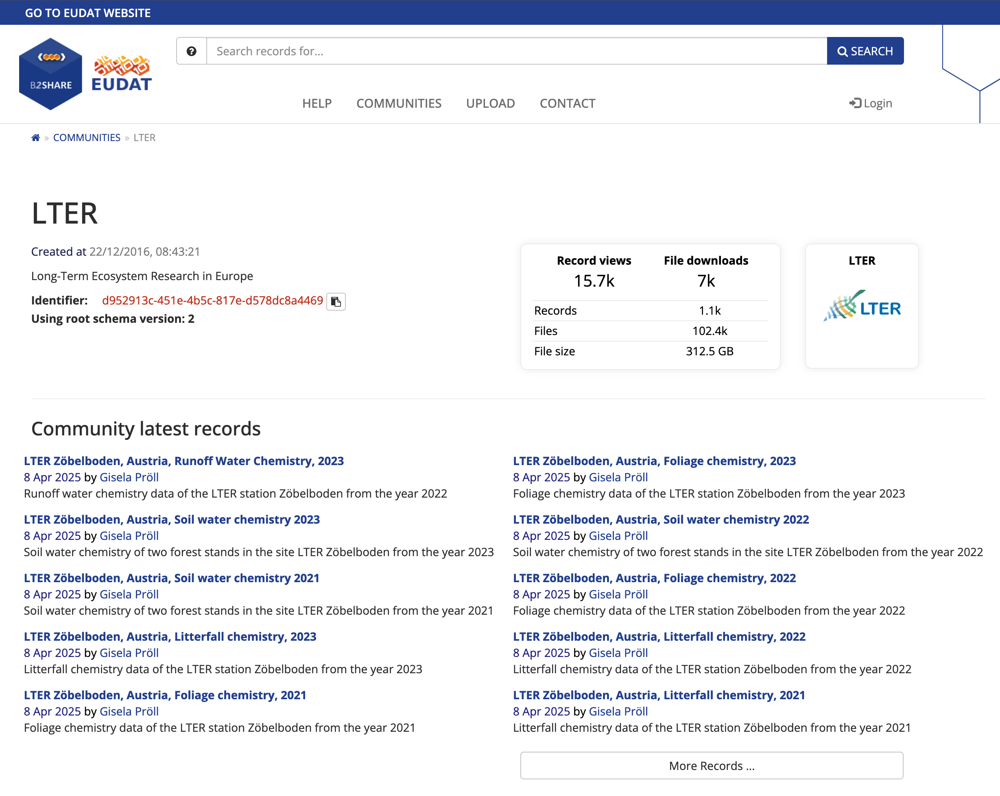 GO TO EUDAT WEBSITE
B2SHARE
EUDAT
Search records for...
SEARCH
HELP COMMUNITIES UPLOAD CONTACT
Login
» COMMUNITIES » LTER
LTER
Created at 22/12/2016, 08:43:21
Long-Term Ecosystem Research in Europe
Identifier: d952913c-451e-4b5c-817e-d578dc8a4469
Using root schema version: 2
Record views File downloads
15.7k 7k
Records 1.1k
Files 102.4k
File size 312.5 GB
LTER
LTER
Community latest records
LTER Zöbelboden, Austria, Runoff Water Chemistry, 2023
8 Apr 2025 by Gisela Pröll
Runoff water chemistry data of the LTER station Zöbelboden from the year 2022
LTER Zöbelboden, Austria, Foliage chemistry, 2023
8 Apr 2025 by Gisela Pröll
Foliage chemistry data of the LTER station Zöbelboden from the year 2023
LTER Zöbelboden, Austria, Soil water chemistry 2023
8 Apr 2025 by Gisela Pröll
Soil water chemistry of two forest stands in the site LTER Zöbelboden from the year 2023
LTER Zöbelboden, Austria, Soil water chemistry 2022
8 Apr 2025 by Gisela Pröll
Soil water chemistry of two forest stands in the site LTER Zöbelboden from the year 2022
LTER Zöbelboden, Austria, Soil water chemistry 2021
8 Apr 2025 by Gisela Pröll
Soil water chemistry of two forest stands in the site LTER Zöbelboden from the year 2021
LTER Zöbelboden, Austria, Foliage chemistry, 2022
8 Apr 2025 by Gisela Pröll
Foliage chemistry data of the LTER station Zöbelboden from the year 2022
LTER Zöbelboden, Austria, Litterfall chemistry, 2023
8 Apr 2025 by Gisela Pröll
Litterfall chemistry data of the LTER station Zöbelboden from the year 2023
LTER Zöbelboden, Austria, Litterfall chemistry, 2022
8 Apr 2025 by Gisela Pröll
Litterfall chemistry data of the LTER station Zöbelboden from the year 2022
LTER Zöbelboden, Austria, Foliage chemistry, 2021
8 Apr 2025 by Gisela Pröll
Foliage chemistry data of the LTER station Zöbelboden from the year 2021
LTER Zöbelboden, Austria, Litterfall chemistry, 2021
8 Apr 2025 by Gisela Pröll
Litterfall chemistry data of the LTER station Zöbelboden from the year 2021
More Records ...